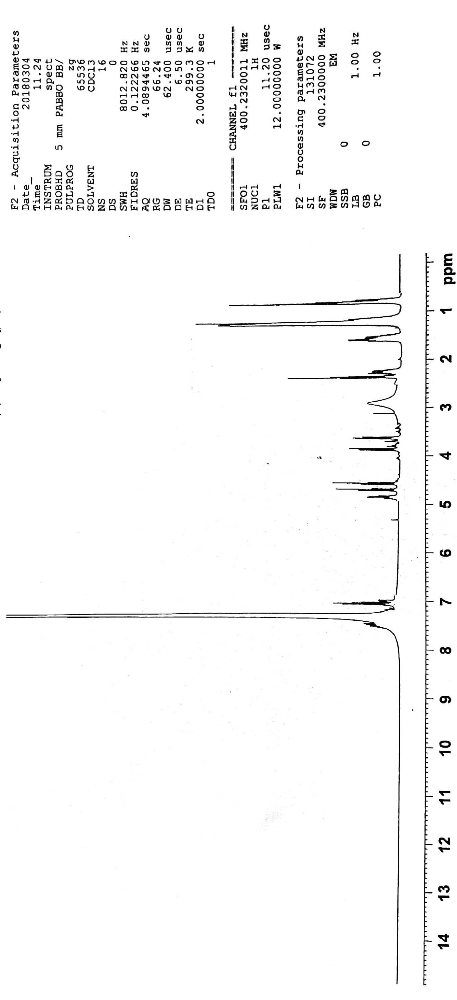 F2 - Acquisition Parameters
Date_ 20180304
Time 11.24
INSTRUM spect
PROBHD 5 mm PABBO BB/
PULPROG zg
TD 65536
SOLVENT CDCl3
NS 16
DS 0
SWH 8012.820 Hz
FIDRES 0.122266 Hz
AQ 4.0894465 sec
RG 66.24
DW 62.400 usec
DE 6.50 usec
TE 299.3 K
D1 2.00000000 sec
TD0 1
======== CHANNEL f1 ========
SFO1 400.2320011 MHz
NUC1 1H
P1 11.20 usec
PLW1 12.00000000 W
F2 - Processing parameters
SI 131072
SF 400.2300000 MHz
WDW EM
SSB 0
LB 1.00 Hz
GB 0
PC 1.00
14 13 12 11 10 9 8 7 6 5 4 3 2 1 ppm